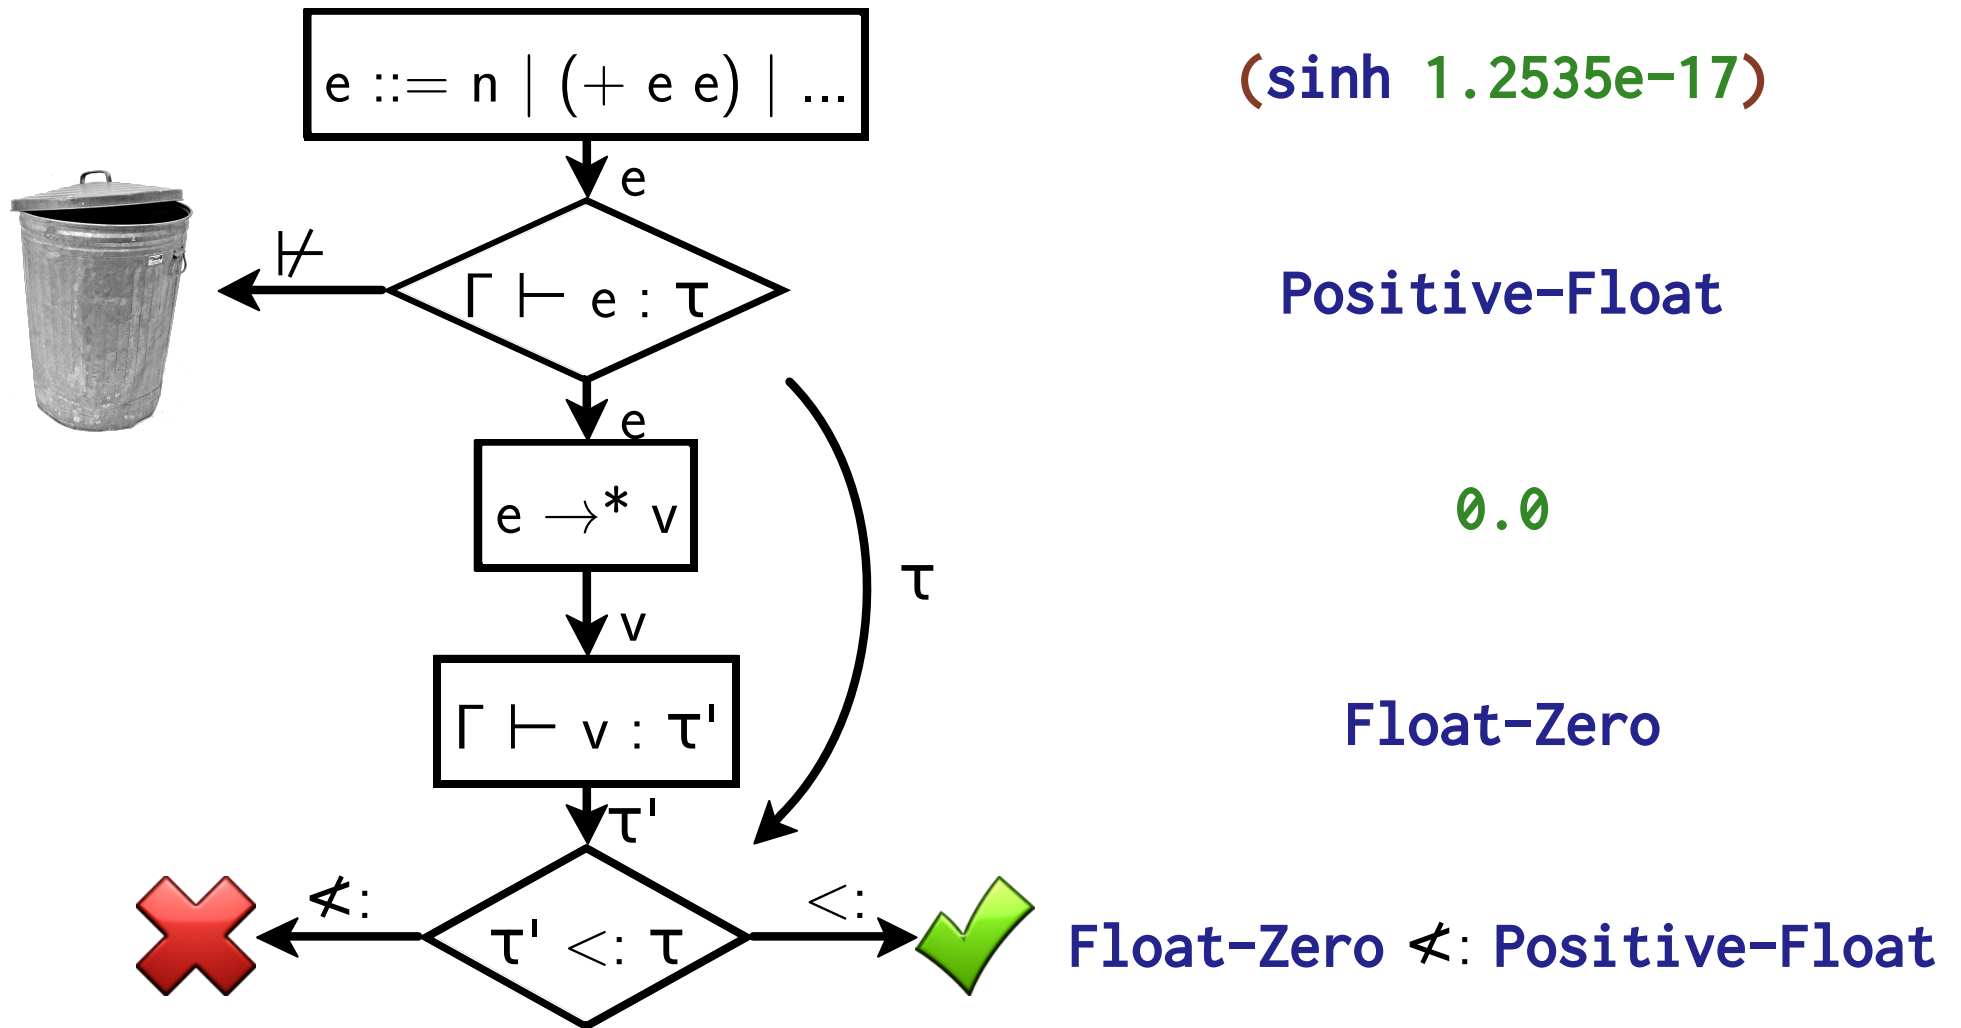 e ::= n | (+ e e) | ...
(sinh 1.2535e-17)
e
⊬
Γ ⊢ e : τ
Positive-Float
e
e →* v
0.0
τ
v
Γ ⊢ v : τ'
Float-Zero
τ'
≮:
<:
τ' <: τ
Float-Zero ≮: Positive-Float